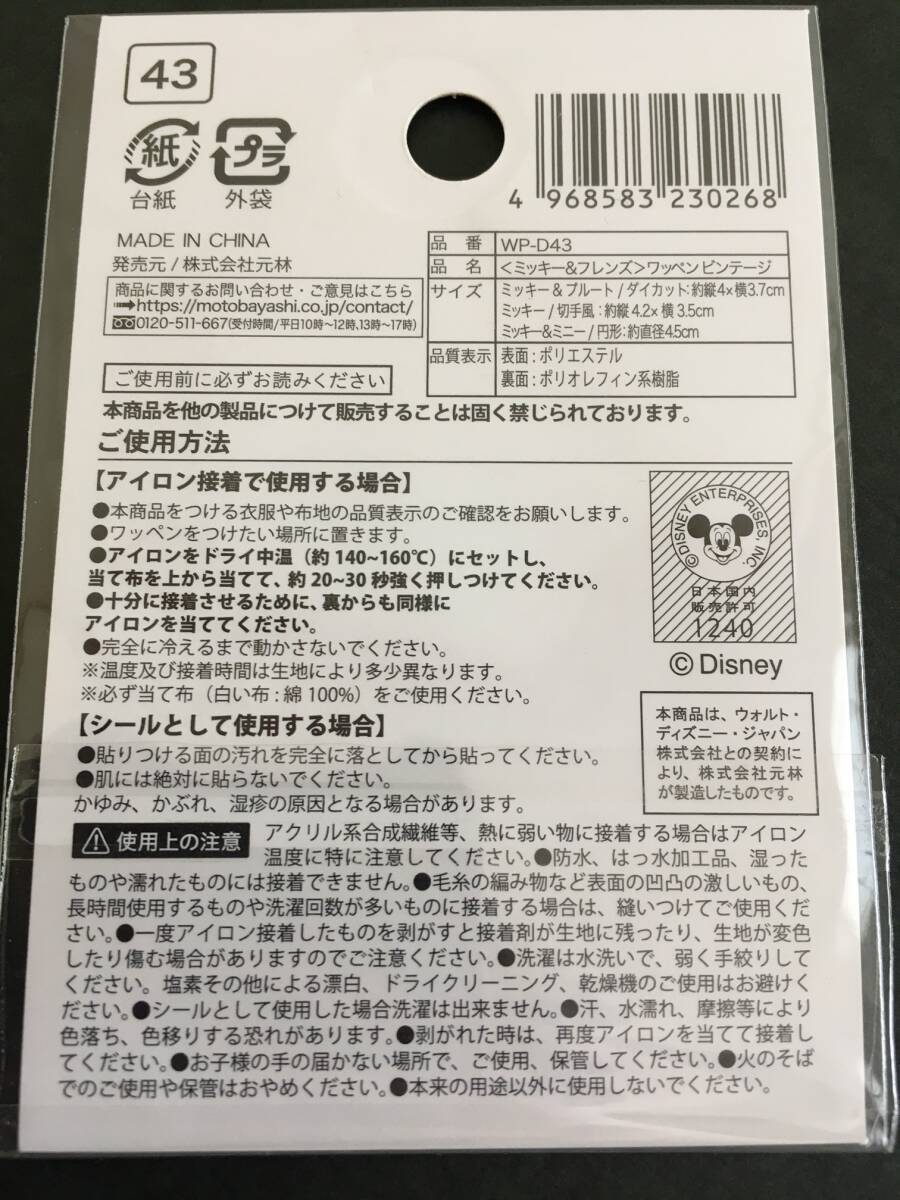 43
紙
台紙
プラ
外袋
4 968583 230268
MADE IN CHINA
発売元/株式会社元林
商品に関するお問い合わせ・ご意見はこちら
➡https://motobayashi.co.jp/contact/
0120-511-667(受付時間/平日10時~12時,13時~17時)
品 番 WP-D43
品 名 <ミッキー&フレンズ>ワッペン ビンテージ
サイズ ミッキー&プルート/ダイカット:約縦4×横3.7cm
ミッキー/切手風:約縦4.2×横3.5cm
ミッキー&ミニー/円形:約直径4.5cm
品質表示 表面:ポリエステル
裏面:ポリオレフィン系樹脂
ご使用前に必ずお読みください
本商品を他の製品につけて販売することは固く禁じられております。
ご使用方法
【アイロン接着で使用する場合】
●本商品をつける衣服や布地の品質表示のご確認をお願いします。
●ワッペンをつけたい場所に置きます。
●アイロンをドライ中温(約140~160℃)にセットし、
当て布を上から当てて、約20~30秒強く押しつけてください。
●十分に接着させるために、裏からも同様に
アイロンを当ててください。
●完全に冷えるまで動かさないでください。
※温度及び接着時間は生地により多少異なります。
※必ず当て布(白い布:綿100%)をご使用ください。
【シールとして使用する場合】
●貼りつける面の汚れを完全に落としてから貼ってください。
●肌には絶対に貼らないでください。
かゆみ、かぶれ、湿疹の原因となる場合があります。
©DISNEY ENTERPRISES, INC.
日本国内
販売許可
1240
©Disney
本商品は、ウォルト・
ディズニー・ジャパン
株式会社との契約に
より、株式会社元林
が製造したものです。
使用上の注意 アクリル系合成繊維等、熱に弱い物に接着する場合はアイロン
温度に特に注意してください。●防水、はっ水加工品、湿った
ものや濡れたものには接着できません。●毛糸の編み物など表面の凹凸の激しいもの、
長時間使用するものや洗濯回数が多いものに接着する場合は、縫いつけてご使用くだ
さい。●一度アイロン接着したものを剥がすと接着剤が生地に残ったり、生地が変色
したり傷む場合がありますのでご注意ください。●洗濯は水洗いで、弱く手絞りして
ください。塩素その他による漂白、ドライクリーニング、乾燥機のご使用はお避けく
ださい。●シールとして使用した場合洗濯は出来ません。●汗、水濡れ、摩擦等により
色落ち、色移りする恐れがあります。●剥がれた時は、再度アイロンを当てて接着し
てください。●お子様の手の届かない場所で、ご使用、保管してください。●火のそば
でのご使用や保管はおやめください。●本来の用途以外に使用しないでください。